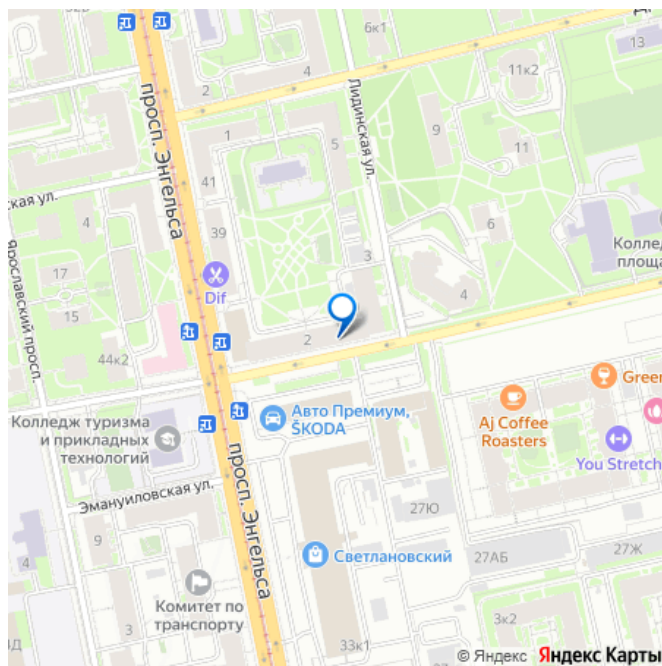 6к1
13
4
11к2
2
просп. Энгельса
Лидинская ул.
1
5
9
11
41
ская ул.
4
39
6
3
Коллед
площа
17
Dif
4
Ярославский просп.
15
2
44к2
Green
Авто Премиум,
ŠKODA
Aj Coffee
Roasters
Колледж туризма
и прикладных
технологий
You Stretch
просп. Энгельса
Эмануиловская ул.
27Ю
9
4
Светлановский
27АБ
27Ж
Комитет по
транспорту
3
3к2
33к1
© Яндекс Яндекс Карты